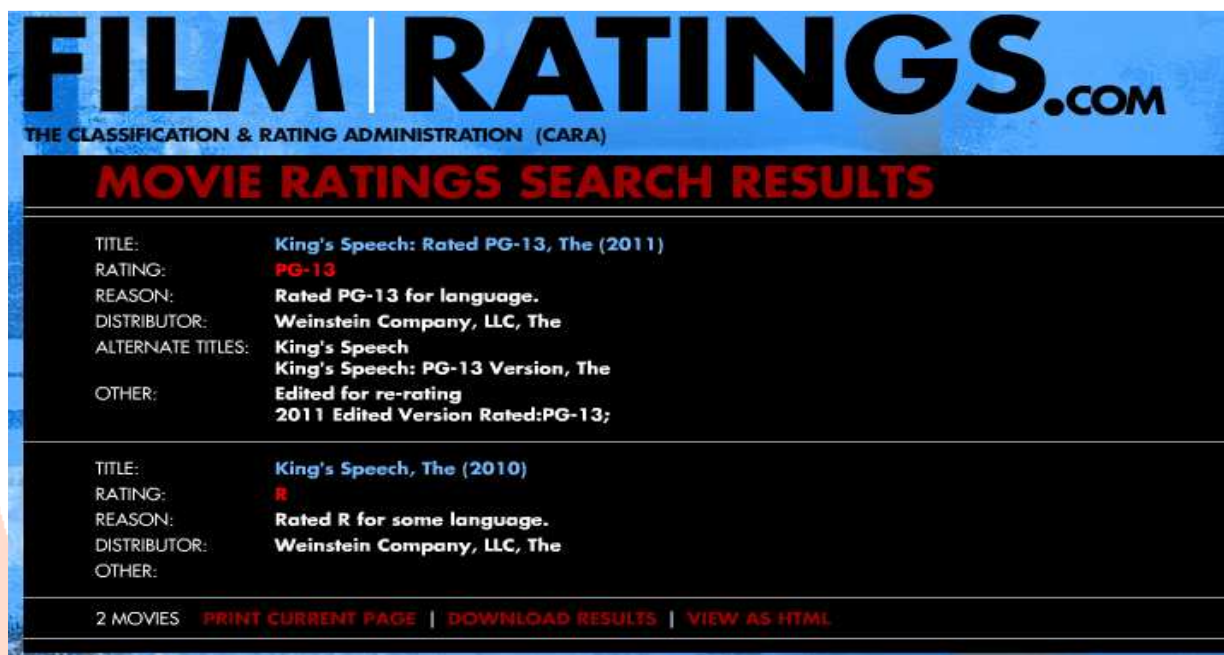 FILM RATINGS.COM
THE CLASSIFICATION & RATING ADMINISTRATION (CARA)
MOVIE RATINGS SEARCH RESULTS
TITLE: King's Speech: Rated PG-13, The (2011)
RATING: PG-13
REASON: Rated PG-13 for language.
DISTRIBUTOR: Weinstein Company, LLC, The
ALTERNATE TITLES: King's Speech
King's Speech: PG-13 Version, The
OTHER: Edited for re-rating
2011 Edited Version Rated:PG-13;
TITLE: King's Speech, The (2010)
RATING: R
REASON: Rated R for some language.
DISTRIBUTOR: Weinstein Company, LLC, The
OTHER:
2 MOVIES PRINT CURRENT PAGE | DOWNLOAD RESULTS | VIEW AS HTML